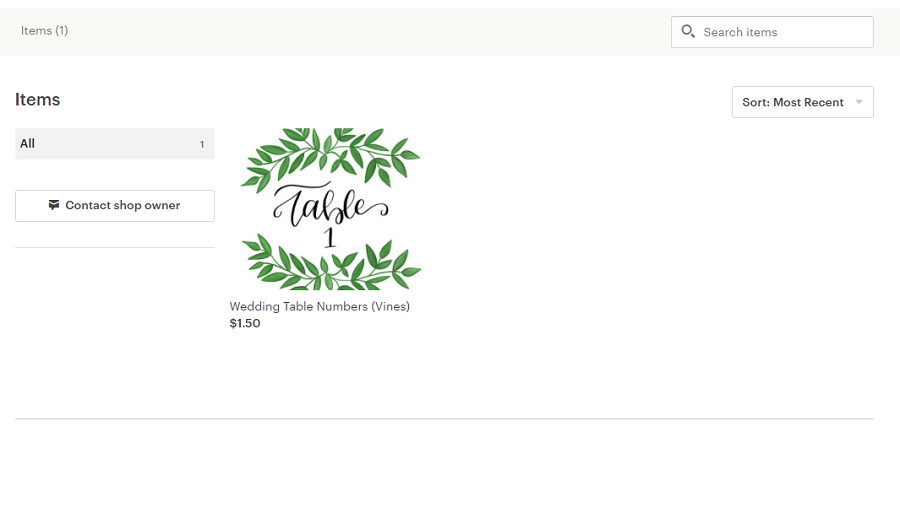 Items (1)
Search items
Items
Sort: Most Recent
All
1
Contact shop owner
Table
1
Wedding Table Numbers (Vines)
$1.50